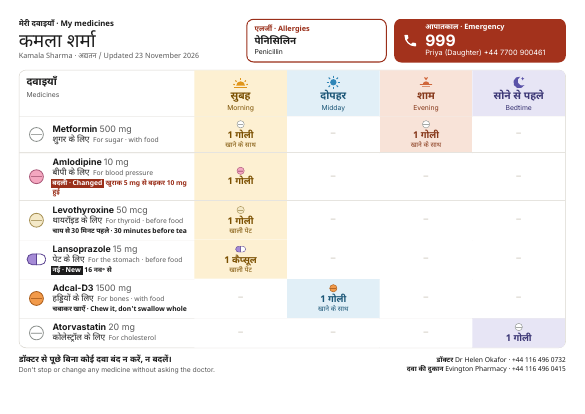 मेरी दवाइयाँ · My medicines
कमला शर्मा
Kamala Sharma · अद्यतन / Updated 23 November 2026
एलर्जी · Allergies
पेनिसिलिन
Penicillin
आपातकाल · Emergency
999
Priya (Daughter) +44 7700 900461
दवाइयाँ
Medicines
सुबह
Morning
दोपहर
Midday
शाम
Evening
सोने से पहले
Bedtime
Metformin 500 mg
शुगर के लिए For sugar · with food
1 गोली
खाने के साथ
–
1 गोली
खाने के साथ
–
Amlodipine 10 mg
बीपी के लिए For blood pressure
बदली · Changed खुराक 5 mg से बढ़कर 10 mg
हुई
1 गोली
–
–
–
Levothyroxine 50 mcg
थायरॉइड के लिए For thyroid · before food
चाय से 30 मिनट पहले · 30 minutes before tea
1 गोली
खाली पेट
–
–
–
Lansoprazole 15 mg
पेट के लिए For the stomach · before food
नई · New 16 नव॰ से
1 कैप्सूल
खाली पेट
–
–
–
Adcal-D3 1500 mg
हड्डियों के लिए For bones · with food
चबाकर खाएँ · Chew it, don't swallow whole
–
1 गोली
खाने के साथ
–
–
Atorvastatin 20 mg
कोलेस्ट्रॉल के लिए For cholesterol
–
–
–
1 गोली
डॉक्टर से पूछे बिना कोई दवा बंद न करें, न बदलें।
Don't stop or change any medicine without asking the doctor.
डॉक्टर Dr Helen Okafor · +44 116 496 0732
दवा की दुकान Evington Pharmacy · +44 116 496 0415